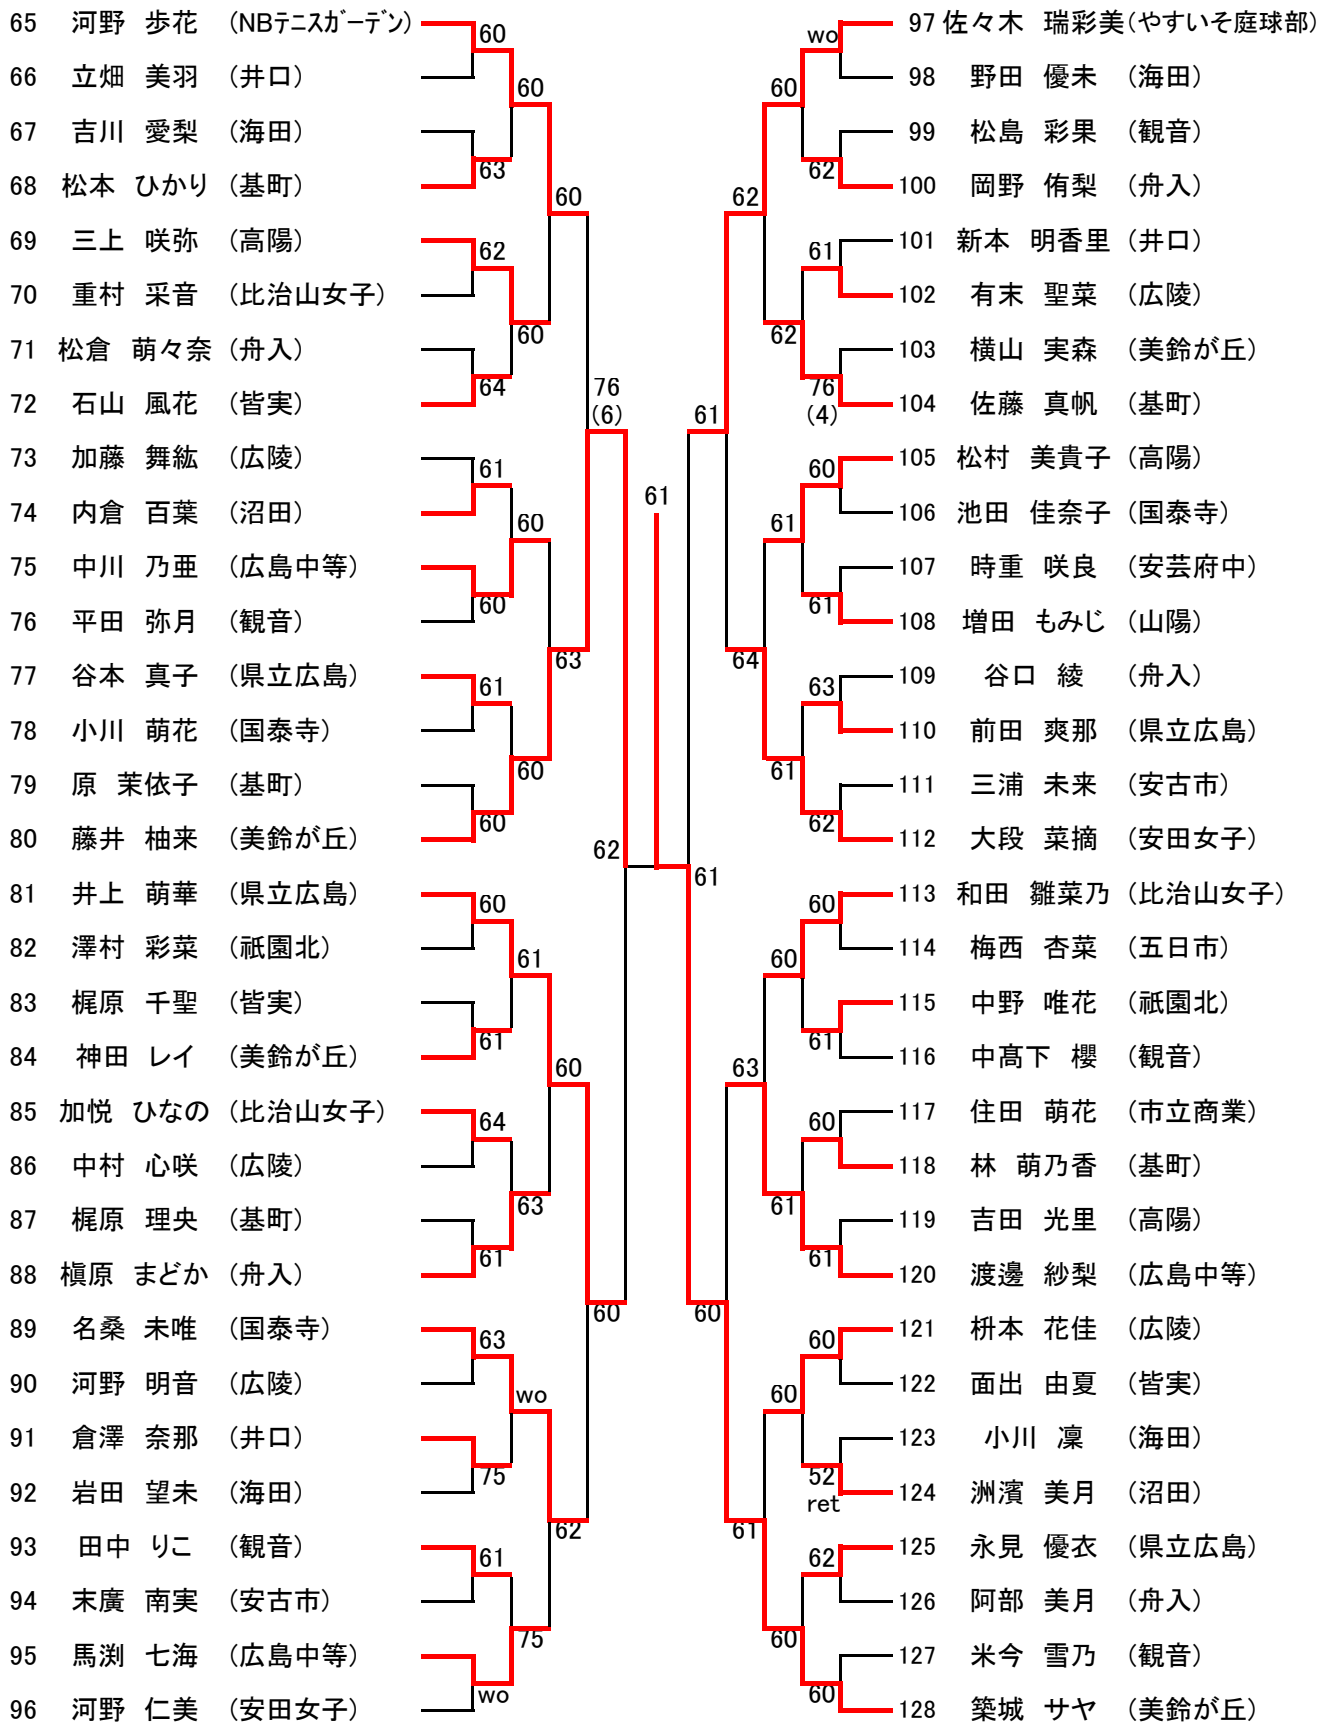 65 河野 歩花 (NBテニスガーデン)
66 立畑 美羽 (井口)
67 吉川 愛梨 (海田)
68 松本 ひかり (基町)
69 三上 咲弥 (高陽)
70 重村 采音 (比治山女子)
71 松倉 萌々奈 (舟入)
72 石山 風花 (皆実)
73 加藤 舞紘 (広陵)
74 内倉 百葉 (沼田)
75 中川 乃亜 (広島中等)
76 平田 弥月 (観音)
77 谷本 真子 (県立広島)
78 小川 萌花 (国泰寺)
79 原 茉依子 (基町)
80 藤井 柚来 (美鈴が丘)
81 井上 萌華 (県立広島)
82 澤村 彩菜 (祇園北)
83 梶原 千聖 (皆実)
84 神田 レイ (美鈴が丘)
85 加悦 ひなの (比治山女子)
86 中村 心咲 (広陵)
87 梶原 理央 (基町)
88 槇原 まどか (舟入)
89 名桑 未唯 (国泰寺)
90 河野 明音 (広陵)
91 倉澤 奈那 (井口)
92 岩田 望未 (海田)
93 田中 りこ (観音)
94 末廣 南実 (安古市)
95 馬渕 七海 (広島中等)
96 河野 仁美 (安田女子)
60
63
62
64
61
60
61
60
60
61
64
61
63
75
61
wo
60
60
60
60
61
63
wo
75
60
63
60
62
76
(6)
60
62
61
61
61
60
62
64
63
61
60
62
61
60
61
60
61
60
61
wo
62
61
76
(4)
60
61
63
62
60
61
60
61
60
52
ret
62
60
97 佐々木 瑞彩美 (やすいそ庭球部)
98 野田 優未 (海田)
99 松島 彩果 (観音)
100 岡野 侑梨 (舟入)
101 新本 明香里 (井口)
102 有末 聖菜 (広陵)
103 横山 実森 (美鈴が丘)
104 佐藤 真帆 (基町)
105 松村 美貴子 (高陽)
106 池田 佳奈子 (国泰寺)
107 時重 咲良 (安芸府中)
108 増田 もみじ (山陽)
109 谷口 綾 (舟入)
110 前田 爽那 (県立広島)
111 三浦 未来 (安古市)
112 大段 菜摘 (安田女子)
113 和田 雛菜乃 (比治山女子)
114 梅西 杏菜 (五日市)
115 中野 唯花 (祇園北)
116 中髙下 櫻 (観音)
117 住田 萌花 (市立商業)
118 林 萌乃香 (基町)
119 吉田 光里 (高陽)
120 渡邊 紗梨 (広島中等)
121 枡本 花佳 (広陵)
122 面出 由夏 (皆実)
123 小川 凜 (海田)
124 洲濱 美月 (沼田)
125 永見 優衣 (県立広島)
126 阿部 美月 (舟入)
127 米今 雪乃 (観音)
128 築城 サヤ (美鈴が丘)